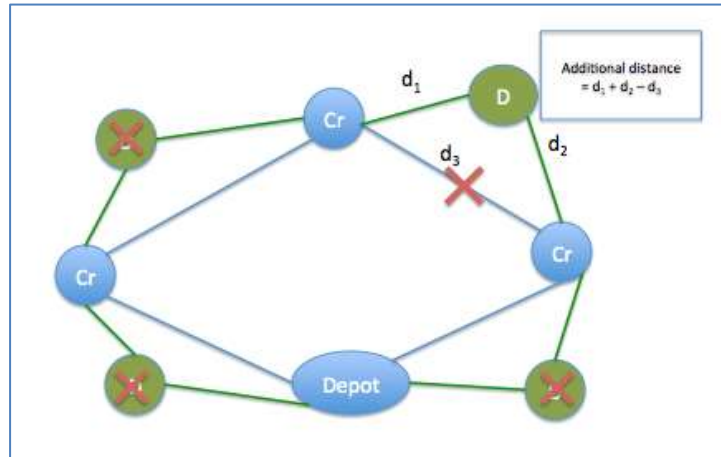 Additional distance
= d₁ + d₂ – d₃
d₁
D
Cr
d₂
d₃
Cr
Cr
Depot